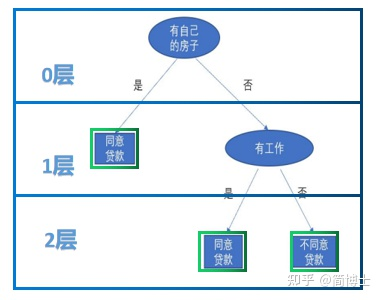 有自己
的房子
0层
是
否
同意
贷款
有工作
1层
是
否
2层
同意
贷款
不同意
贷款
知乎 @简博士